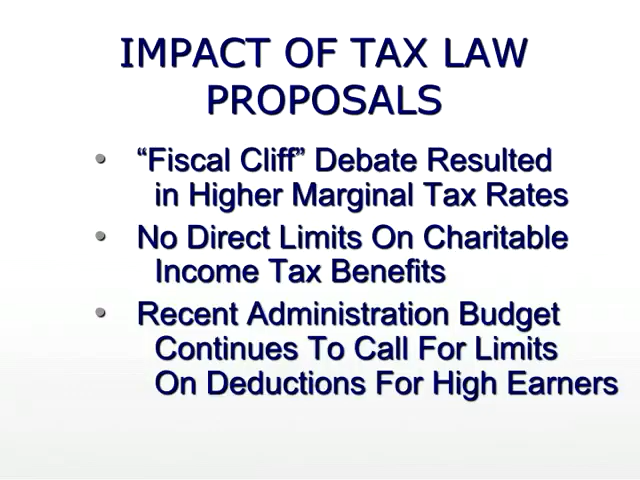 IMPACT OF TAX LAW
PROPOSALS
• “Fiscal Cliff” Debate Resulted
in Higher Marginal Tax Rates
• No Direct Limits On Charitable
Income Tax Benefits
• Recent Administration Budget
Continues To Call For Limits
On Deductions For High Earners